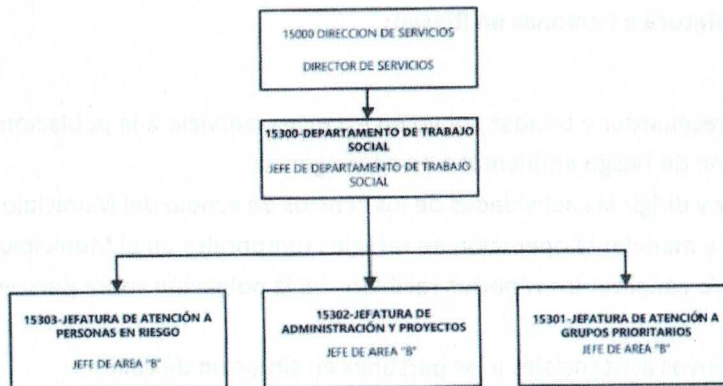 15000 DIRECCION DE SERVICIOS
DIRECTOR DE SERVICIOS
15300-DEPARTAMENTO DE TRABAJO
SOCIAL
JEFE DE DEPARTAMENTO DE TRABAJO
SOCIAL
15303-JEFATURA DE ATENCIÓN A
PERSONAS EN RIESGO
JEFE DE AREA "B"
15302-JEFATURA DE
ADMINISTRACIÓN Y PROYECTOS
JEFE DE AREA "B"
15301-JEFATURA DE ATENCIÓN A
GRUPOS PRIORITARIOS
JEFE DE AREA "B"